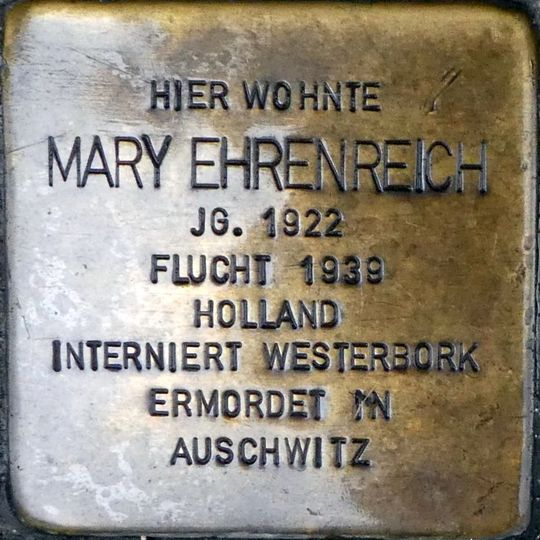 HIER WOHNTE
MARY EHRENREICH
JG. 1922
FLUCHT 1939
HOLLAND
INTERNIERT WESTERBORK
ERMORDET IN
AUSCHWITZ